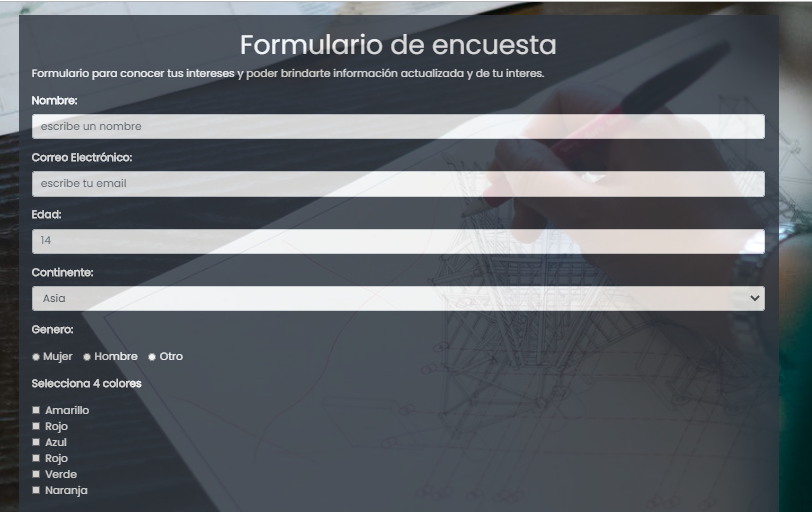 Formulario de encuesta
Formulario para conocer tus intereses y poder brindarte información actualizada y de tu interes.
Nombre:
escribe un nombre
Correo Electrónico:
escribe tu email
Edad:
14
Continente:
Asia
Genero:
Mujer Hombre Otro
Selecciona 4 colores
Amarillo
Rojo
Azul
Rojo
Verde
Naranja